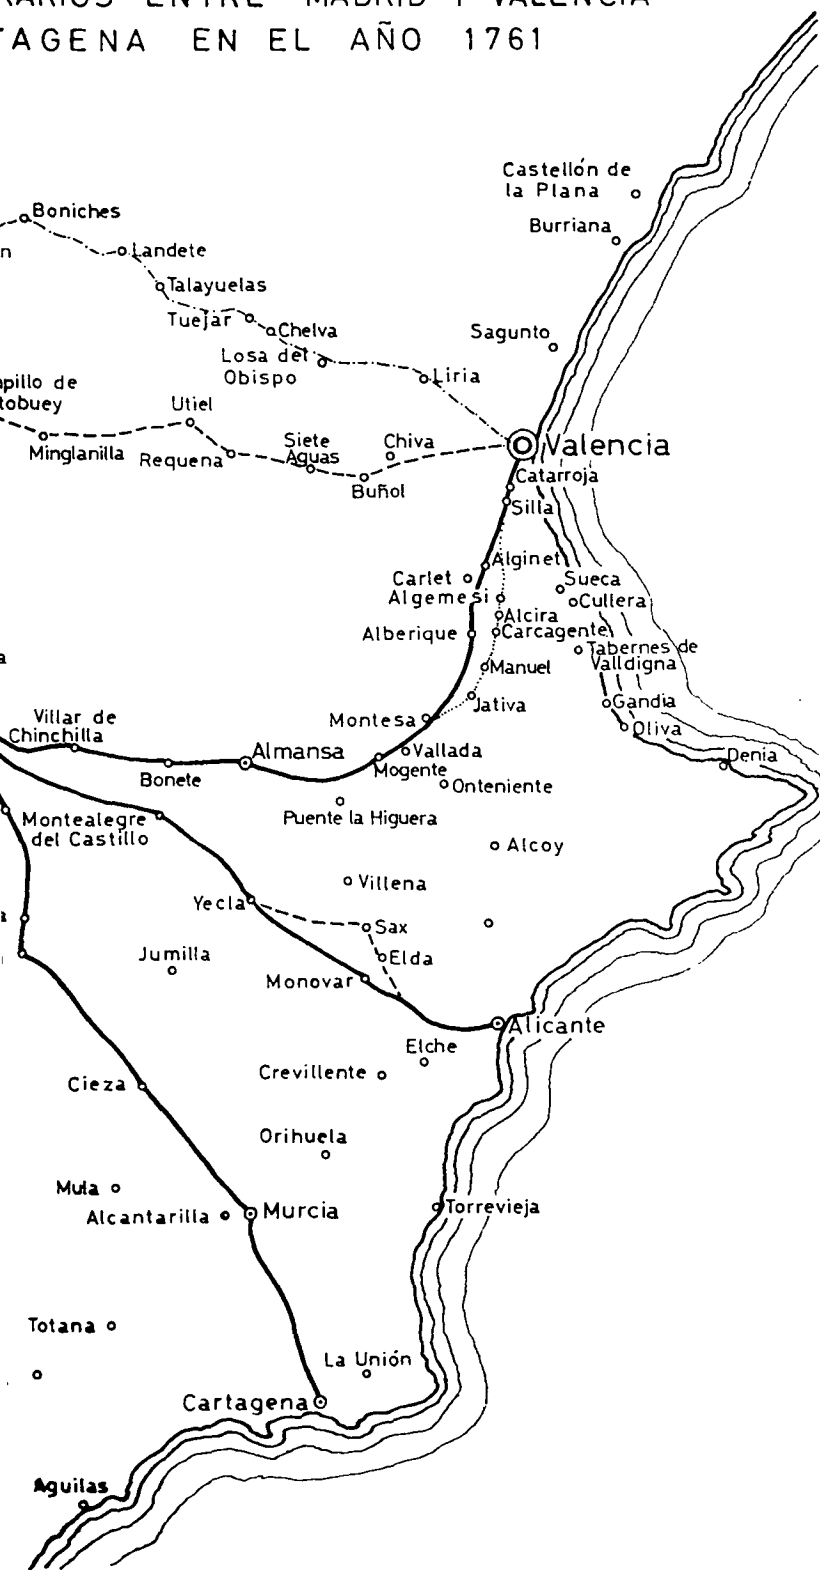 ENTRE MADRID Y VALENCIA
EN EL AÑO 1761
Castellón de
la Plana
Burriana
Boniches
Landete
Talayuelas
Tuejar
Chelva
Sagunto
Losa del
Obispo
Liria
Utiel
Minglanilla
Requena
Siete
Aguas
Chiva
Buñol
Valencia
Catarroja
Silla
Alginet
Carlet
Sueca
Algemesi
Cullera
Alcira
Alberique
Carcagente
Tabernes de
Valldigna
Manuel
Jativa
Gandia
Montesa
Oliva
Villar de
Chinchilla
Almansa
Vallada
Denia
Bonete
Mogente
Onteniente
Montealegre
del Castillo
Puente la Higuera
Alcoy
Villena
Yecla
Sax
Jumilla
Elda
Monovar
Alicante
Elche
Cieza
Crevillente
Orihuela
Mula
Alcantarilla
Murcia
Torrevieja
Totana
La Unión
Cartagena
Aguilas